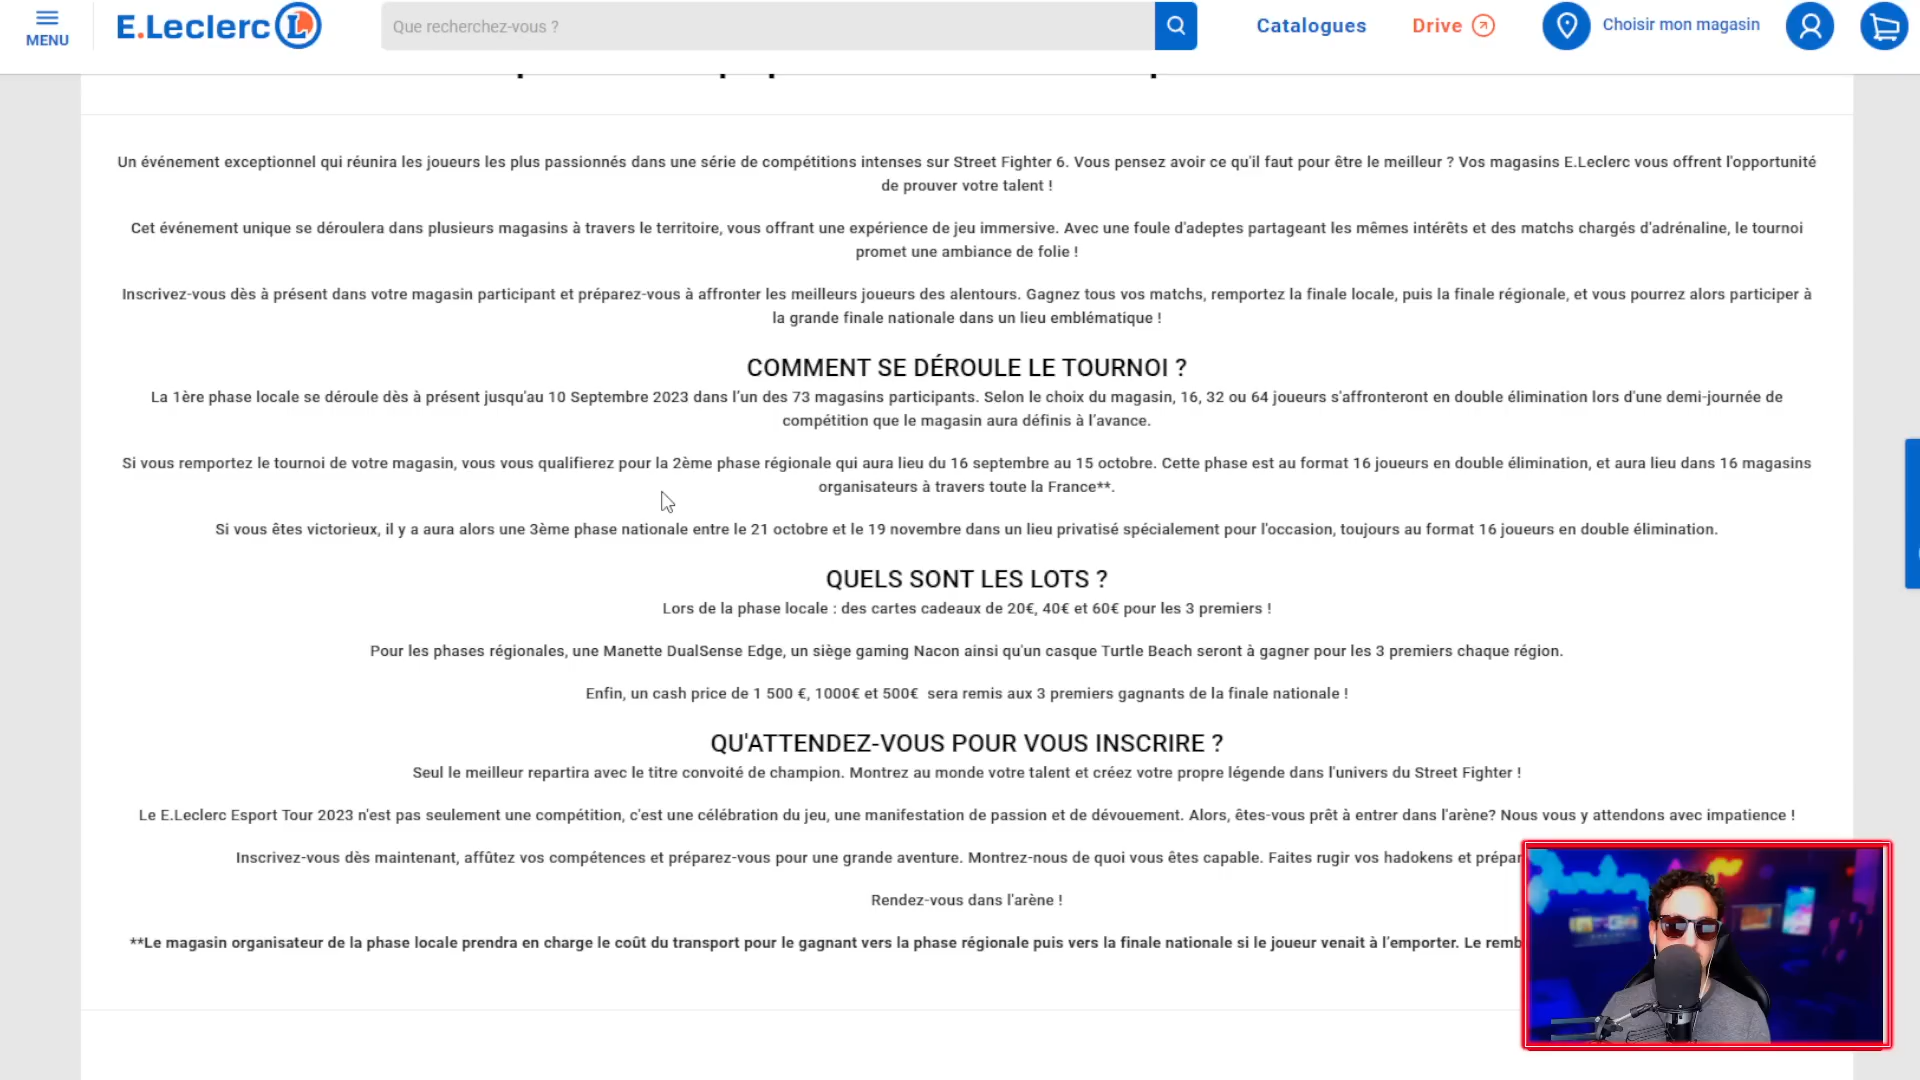 MENU
E.Leclerc L
Que recherchez-vous ?
Catalogues
Drive
Choisir mon magasin
Un événement exceptionnel qui réunira les joueurs les plus passionnés dans une série de compétitions intenses sur Street Fighter 6. Vous pensez avoir ce qu'il faut pour être le meilleur ? Vos magasins E.Leclerc vous offrent l'opportunité
de prouver votre talent !
Cet événement unique se déroulera dans plusieurs magasins à travers le territoire, vous offrant une expérience de jeu immersive. Avec une foule d'adeptes partageant les mêmes intérêts et des matchs chargés d'adrénaline, le tournoi
promet une ambiance de folie !
Inscrivez-vous dès à présent dans votre magasin participant et préparez-vous à affronter les meilleurs joueurs des alentours. Gagnez tous vos matchs, remportez la finale locale, puis la finale régionale, et vous pourrez alors participer à
la grande finale nationale dans un lieu emblématique !
COMMENT SE DÉROULE LE TOURNOI ?
La 1ère phase locale se déroule dès à présent jusqu'au 10 Septembre 2023 dans l'un des 73 magasins participants. Selon le choix du magasin, 16, 32 ou 64 joueurs s'affronteront en double élimination lors d'une demi-journée de
compétition que le magasin aura définis à l'avance.
Si vous remportez le tournoi de votre magasin, vous vous qualifierez pour la 2ème phase régionale qui aura lieu du 16 septembre au 15 octobre. Cette phase est au format 16 joueurs en double élimination, et aura lieu dans 16 magasins
organisateurs à travers toute la France**.
Si vous êtes victorieux, il y a aura alors une 3ème phase nationale entre le 21 octobre et le 19 novembre dans un lieu privatisé spécialement pour l'occasion, toujours au format 16 joueurs en double élimination.
QUELS SONT LES LOTS ?
Lors de la phase locale : des cartes cadeaux de 20€, 40€ et 60€ pour les 3 premiers !
Pour les phases régionales, une Manette DualSense Edge, un siège gaming Nacon ainsi qu'un casque Turtle Beach seront à gagner pour les 3 premiers chaque région.
Enfin, un cash price de 1 500 €, 1000€ et 500€ sera remis aux 3 premiers gagnants de la finale nationale !
QU'ATTENDEZ-VOUS POUR VOUS INSCRIRE ?
Seul le meilleur repartira avec le titre convoité de champion. Montrez au monde votre talent et créez votre propre légende dans l'univers du Street Fighter !
Le E.Leclerc Esport Tour 2023 n'est pas seulement une compétition, c'est une célébration du jeu, une manifestation de passion et de dévouement. Alors, êtes-vous prêt à entrer dans l'arène? Nous vous y attendons avec impatience !
Inscrivez-vous dès maintenant, affûtez vos compétences et préparez-vous pour une grande aventure. Montrez-nous de quoi vous êtes capable. Faites rugir vos hadokens et prépar
Rendez-vous dans l'arène !
**Le magasin organisateur de la phase locale prendra en charge le coût du transport pour le gagnant vers la phase régionale puis vers la finale nationale si le joueur venait à l'emporter. Le remb